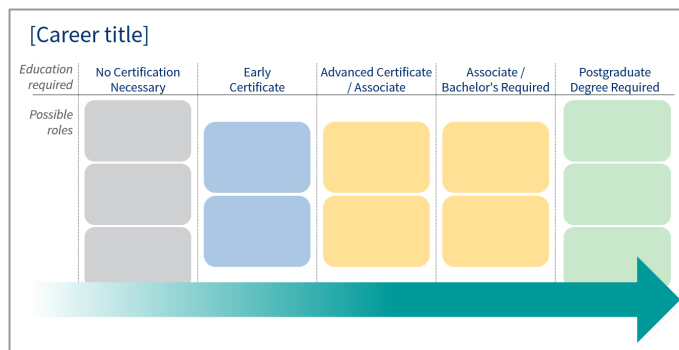 [Career title]
Education
required
No Certification
Necessary
Early
Certificate
Advanced Certificate
/ Associate
Associate /
Bachelor's Required
Postgraduate
Degree Required
Possible
roles